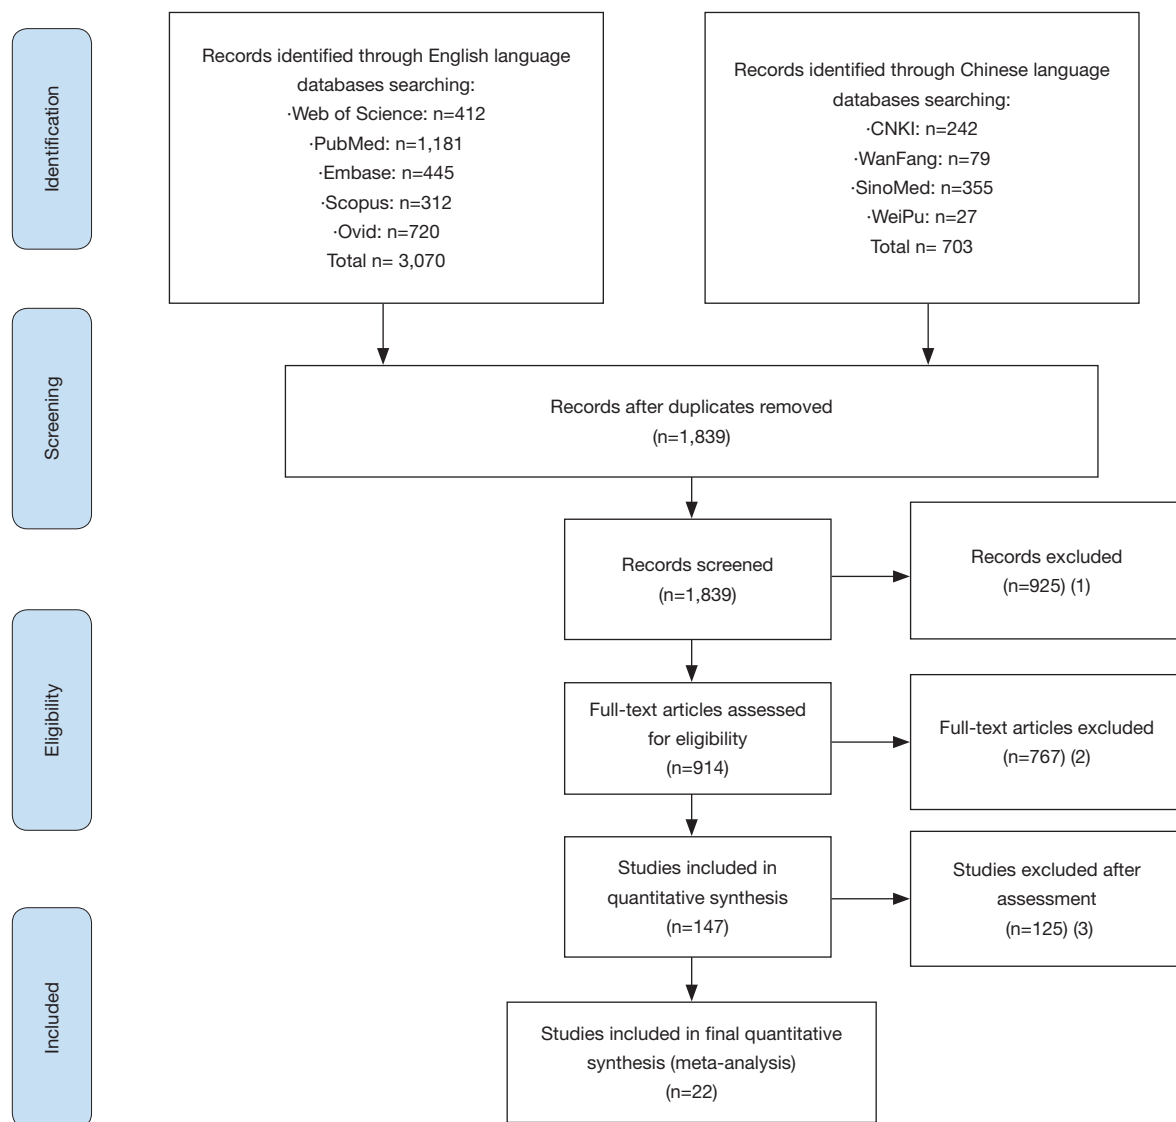 Identification
Records identified through English language
databases searching:
·Web of Science: n=412
·PubMed: n=1,181
·Embase: n=445
·Scopus: n=312
·Ovid: n=720
Total n= 3,070
Records identified through Chinese language
databases searching:
·CNKI: n=242
·WanFang: n=79
·SinoMed: n=355
·WeiPu: n=27
Total n= 703
Screening
Records after duplicates removed
(n=1,839)
Records screened
(n=1,839)
Records excluded
(n=925) (1)
Eligibility
Full-text articles assessed
for eligibility
(n=914)
Full-text articles excluded
(n=767) (2)
Studies included in
quantitative synthesis
(n=147)
Studies excluded after
assessment
(n=125) (3)
Included
Studies included in final quantitative
synthesis (meta-analysis)
(n=22)